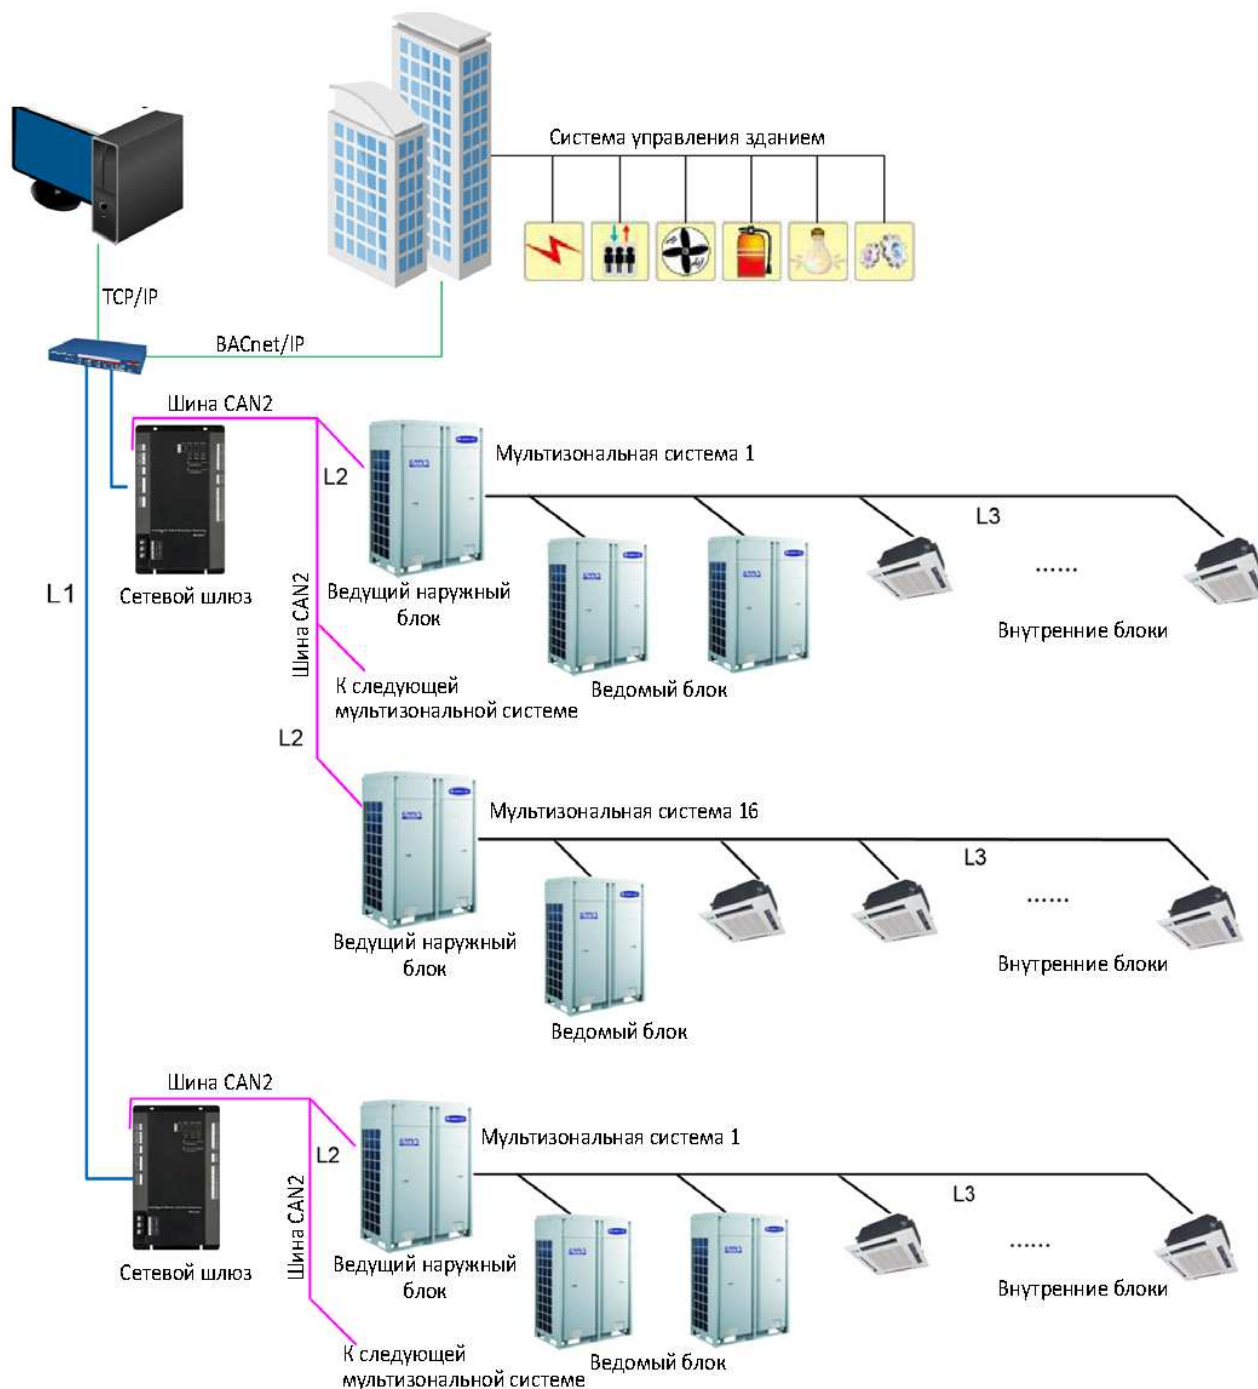 Система управления зданием
TCP/IP
BACnet/IP
Шина CAN2
Мультизональная система 1
L2
L3
Шина CAN2
L1
Сетевой шлюз
Ведущий наружный
блок
......
Внутренние блоки
Ведомый блок
К следующей
мультизональной системе
L2
Мультизональная система 16
L3
......
Ведущий наружный
блок
Внутренние блоки
Ведомый блок
Шина CAN2
Мультизональная система 1
L2
L3
Шина CAN2
......
Сетевой шлюз
Ведущий наружный
блок
Внутренние блоки
К следующей
мультизональной системе
Ведомый блок